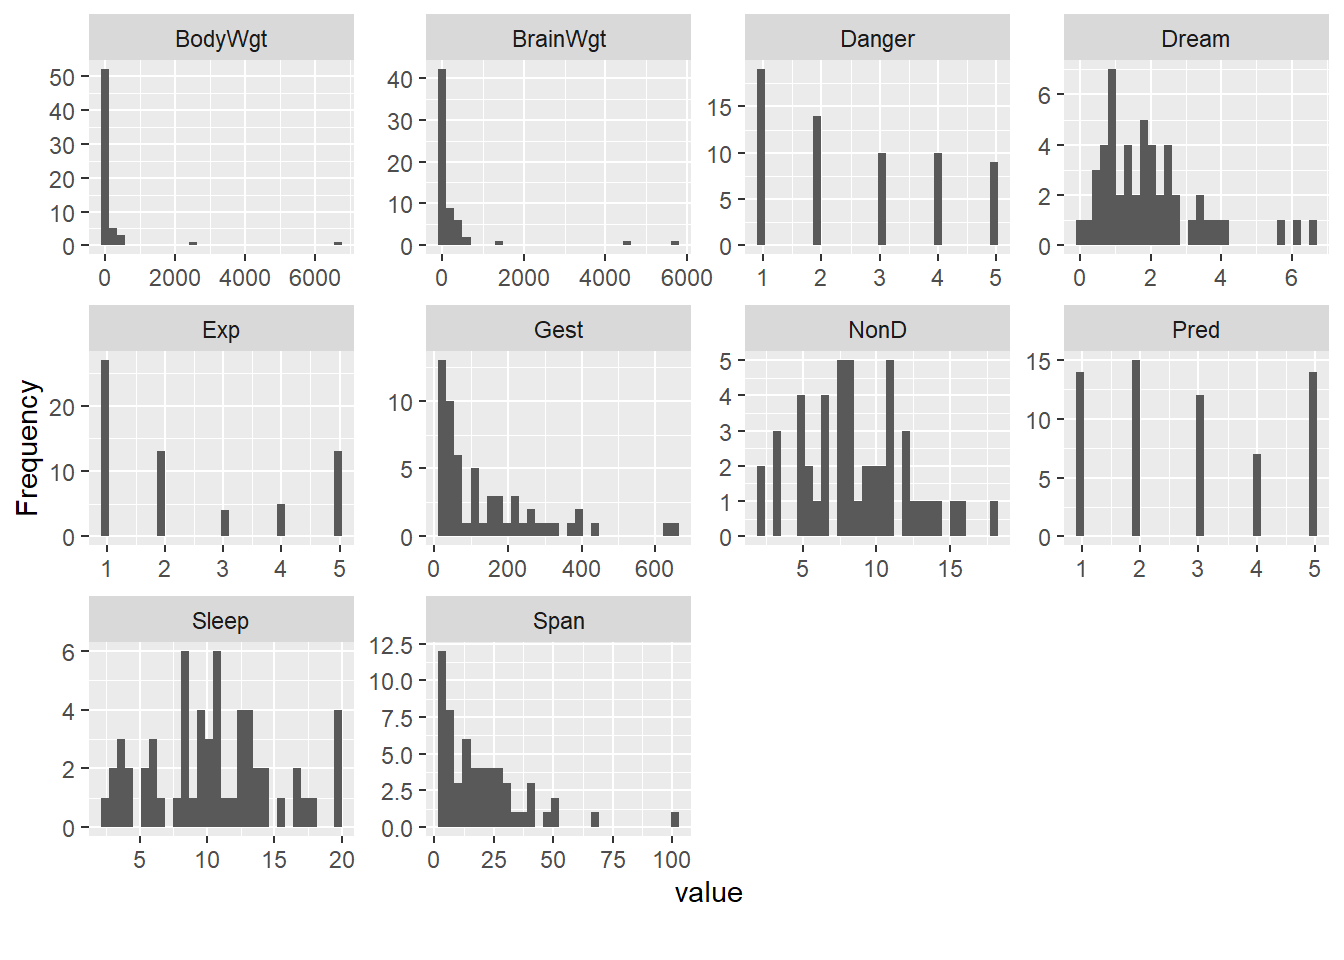 BodyWgt
BrainWgt
Danger
Dream
50
40
30
20
10
0
40
30
20
10
0
15
10
5
0
6
4
2
0
0 2000 4000 6000
0 2000 4000 6000
1 2 3 4 5
0 2 4 6
Exp
Gest
NonD
Pred
20
10
0
10
5
0
5
4
3
2
1
0
15
10
5
0
1 2 3 4 5
0 200 400 600
5 10 15
1 2 3 4 5
Sleep
Span
6
4
2
0
12.5
10.0
7.5
5.0
2.5
0.0
5 10 15 20
0 25 50 75 100
Frequency
value